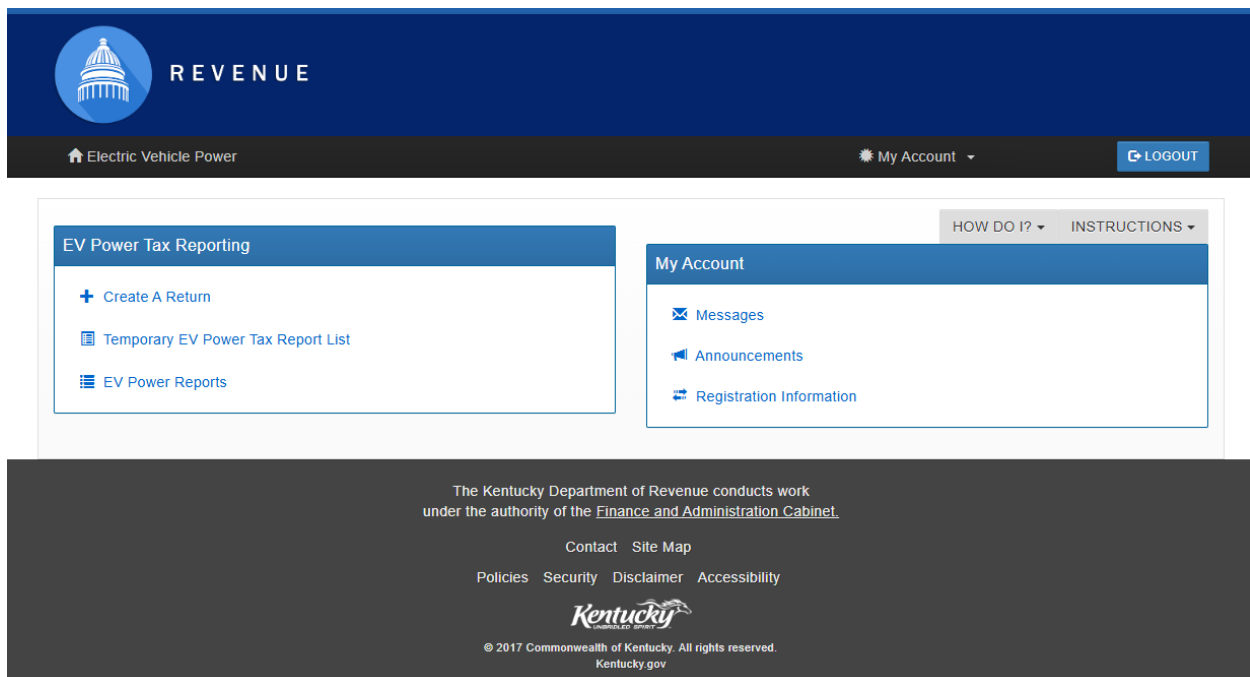 REVENUE
Electric Vehicle Power
My Account
LOGOUT
HOW DO I?
INSTRUCTIONS
EV Power Tax Reporting
Create A Return
Temporary EV Power Tax Report List
EV Power Reports
My Account
Messages
Announcements
Registration Information
The Kentucky Department of Revenue conducts work
under the authority of the Finance and Administration Cabinet.
Contact Site Map
Policies Security Disclaimer Accessibility
Kentucky
UNBRIDLED SPIRIT
© 2017 Commonwealth of Kentucky. All rights reserved.
Kentucky.gov